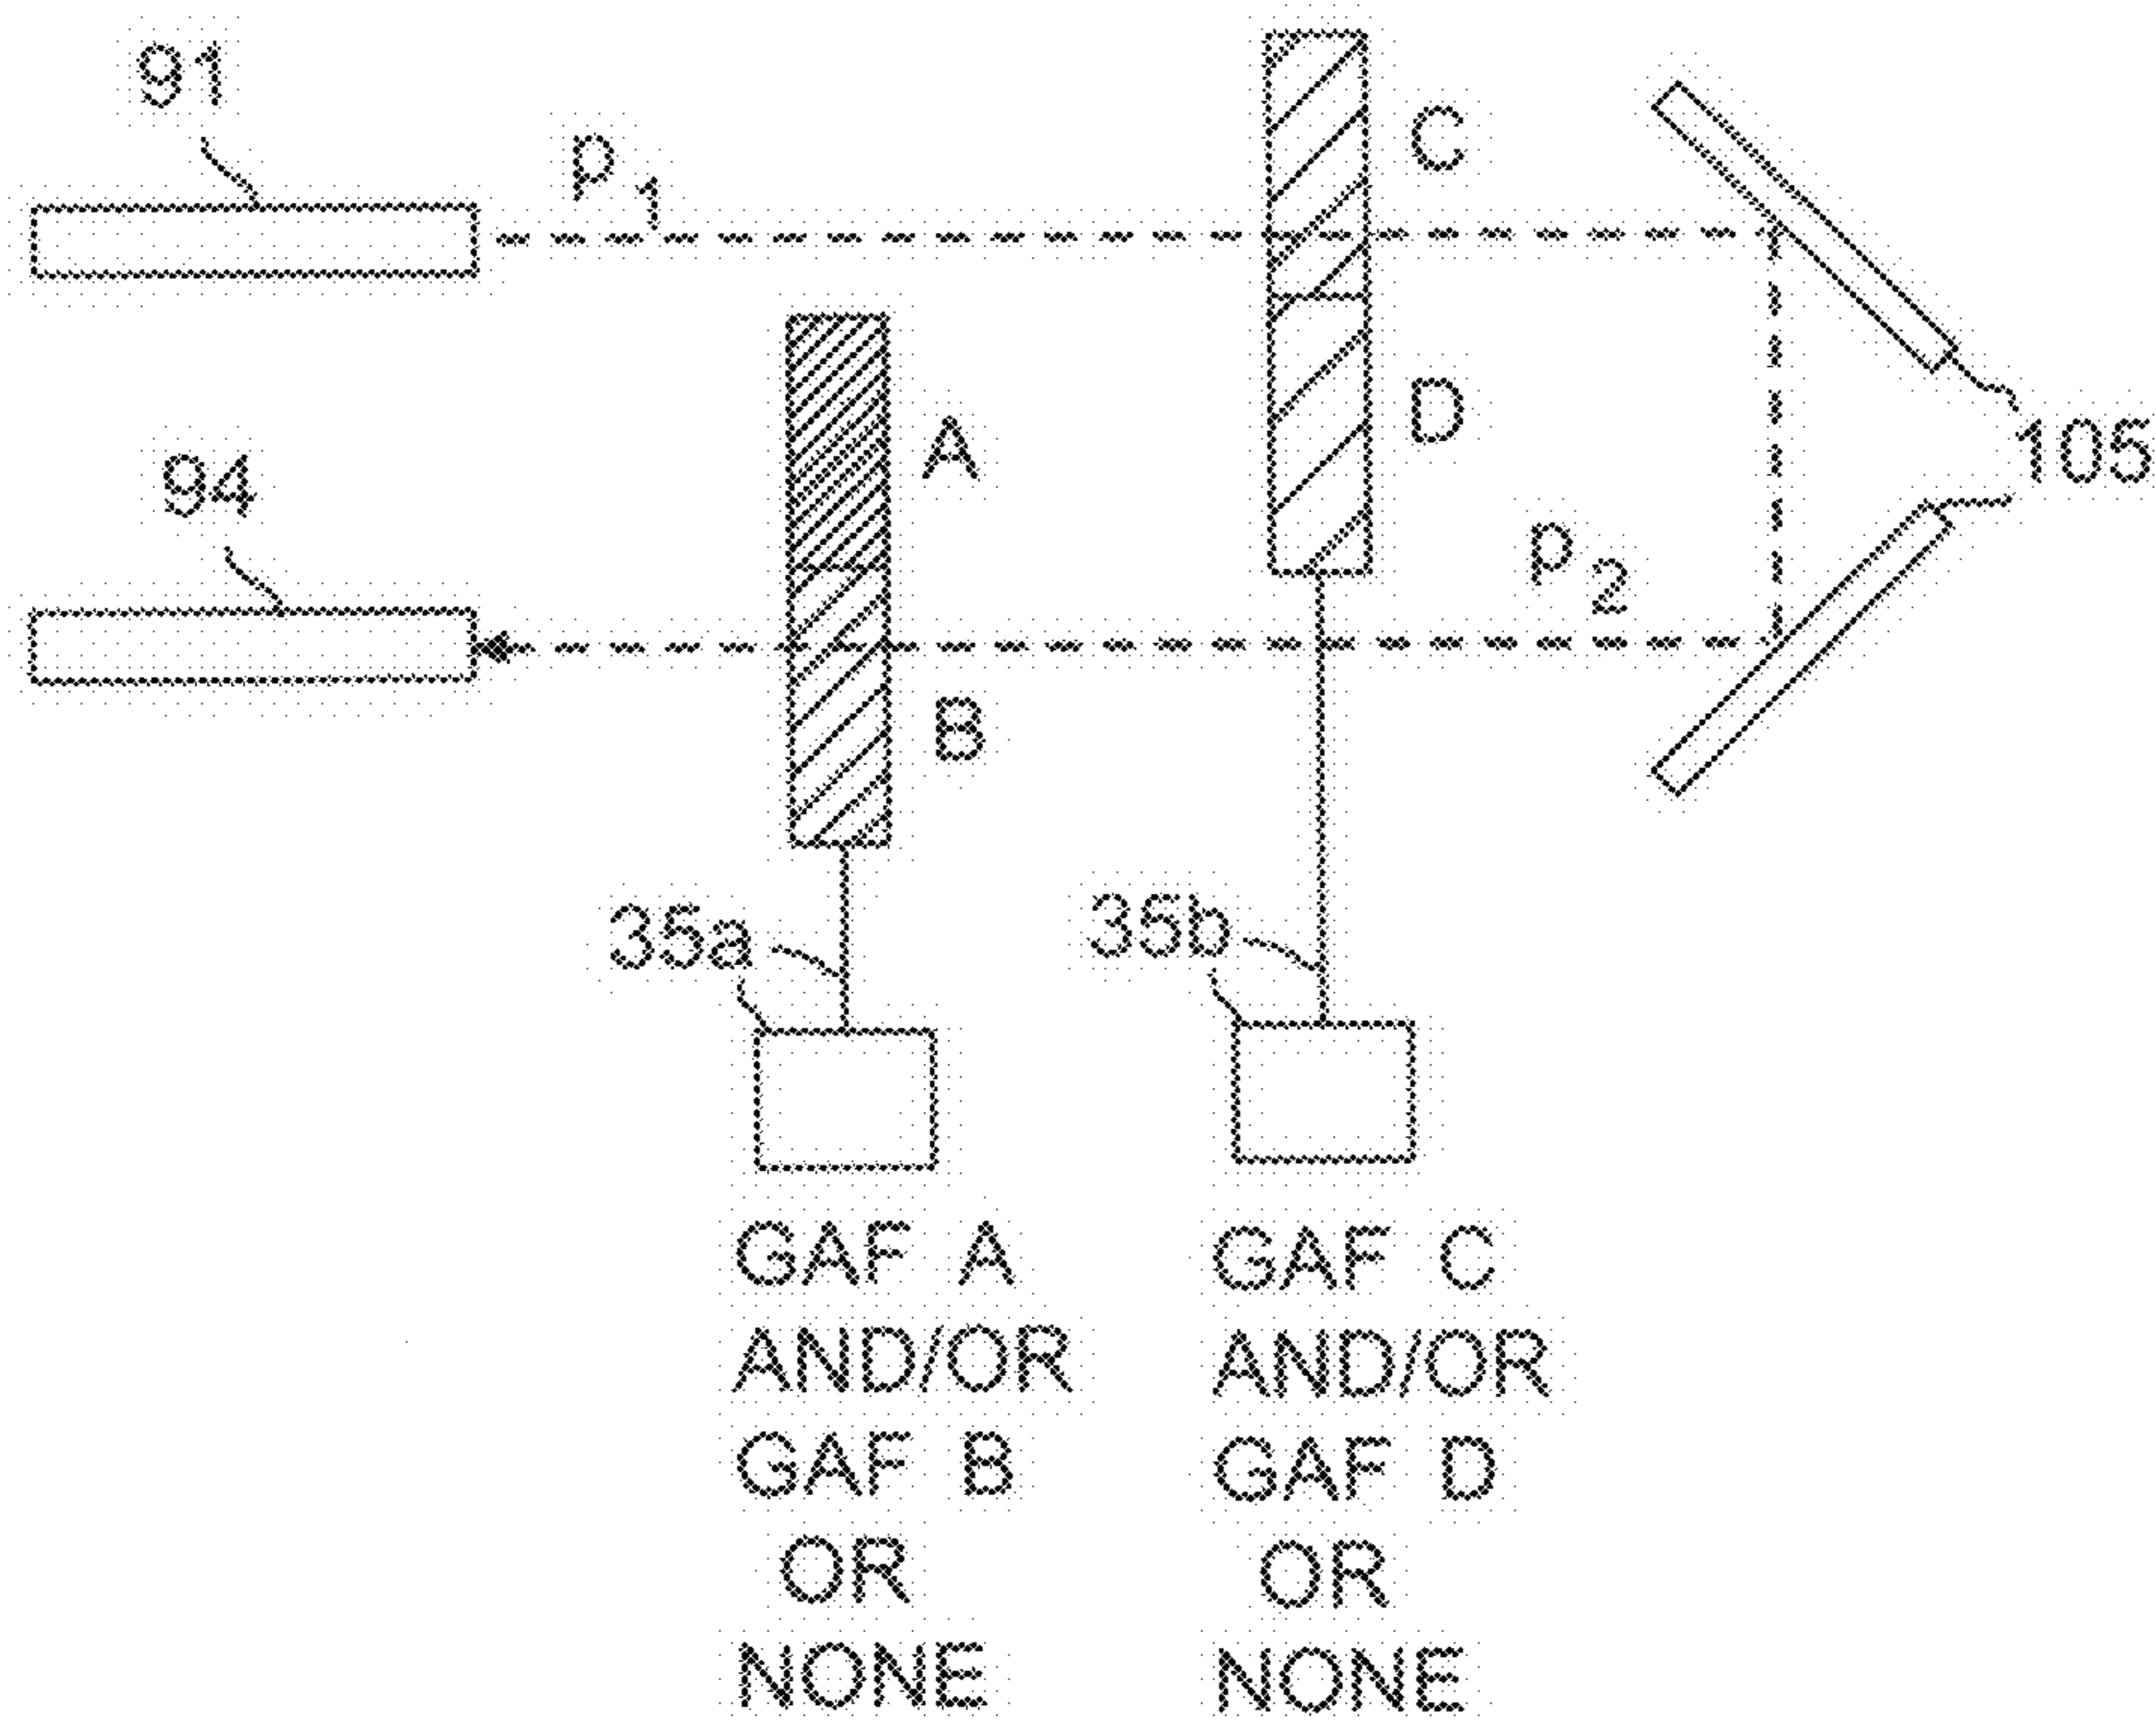 91
P1
C
94
A
D
105
P2
B
35a
35b
GAF A
AND/OR
GAF B
OR
NONE
GAF C
AND/OR
GAF D
OR
NONE